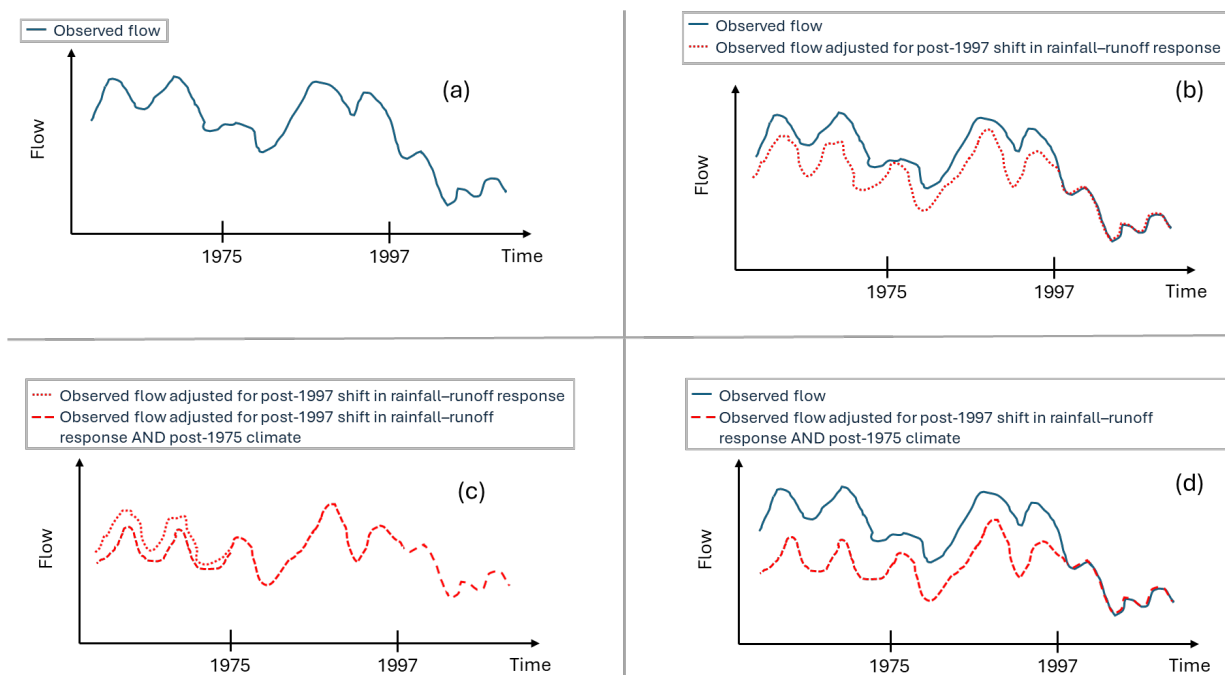 Observed flow
(a)
Flow
1975
1997
Time
Observed flow
Observed flow adjusted for post-1997 shift in rainfall–runoff response
(b)
Flow
1975
1997
Time
Observed flow adjusted for post-1997 shift in rainfall–runoff response
Observed flow adjusted for post-1997 shift in rainfall–runoff
response AND post-1975 climate
(c)
Flow
1975
1997
Time
Observed flow
Observed flow adjusted for post-1997 shift in rainfall–runoff
response AND post-1975 climate
(d)
Flow
1975
1997
Time